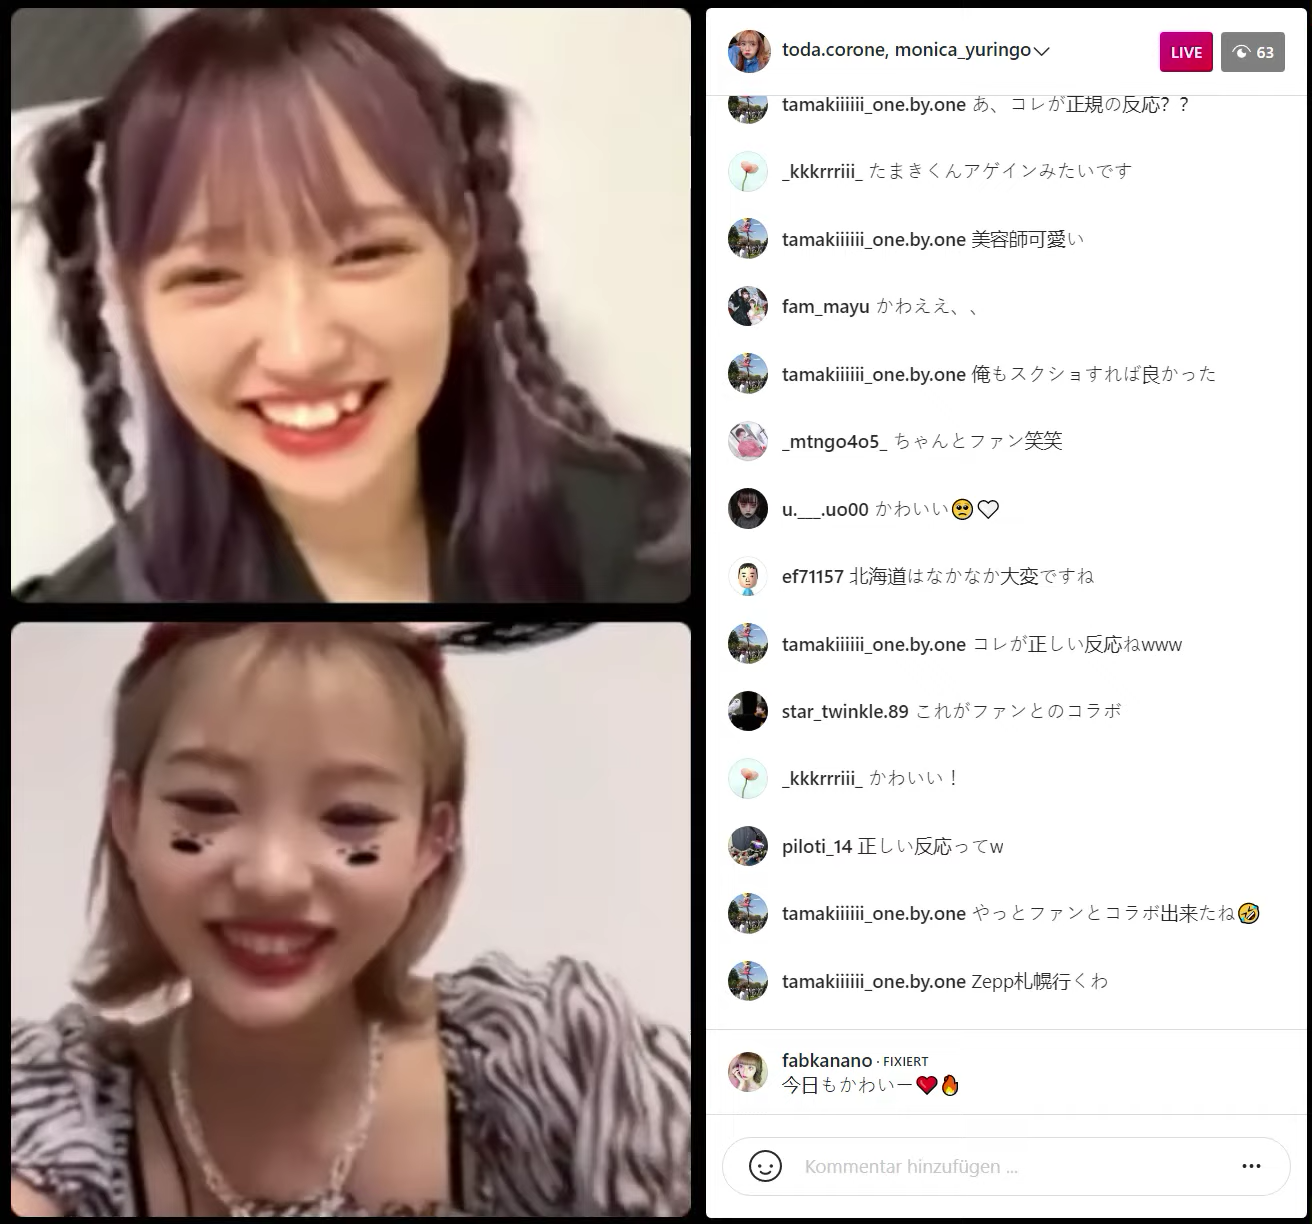 toda.corone, monica_yuringo
LIVE
63
tamakiiiiii_one.by.one あ、コレが正規の反応？？
_kkkrrriii_ たまきくんアゲインみたいです
tamakiiiiii_one.by.one 美容師可愛い
fam_mayu かわええ、、
tamakiiiiii_one.by.one 俺もスクショすれば良かった
_mtngo4o5_ ちゃんとファン笑笑
u.___.uo00 かわいい🥺🤍
ef71157 北海道はなかなか大変ですね
tamakiiiiii_one.by.one コレが正しい反応ねwww
star_twinkle.89 これがファンとのコラボ
_kkkrrriii_ かわいい！
piloti_14 正しい反応ってw
tamakiiiiii_one.by.one やっとファンとコラボ出来たね🤣
tamakiiiiii_one.by.one Zepp札幌行くわ
fabkanano · FIXIERT
今日もかわいー❤️🔥
Kommentar hinzufügen ...